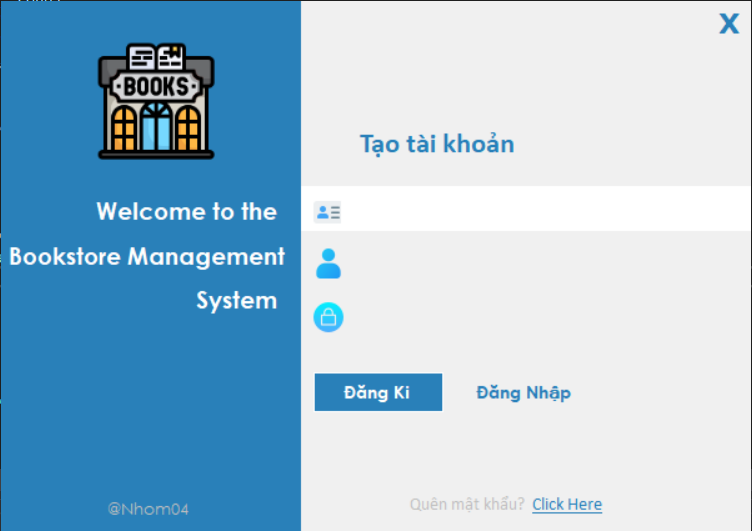 X
BOOKS
Tạo tài khoản
Welcome to the
Bookstore Management
System
Đăng Kí
Đăng Nhập
Quên mật khẩu? Click Here
@Nhom04